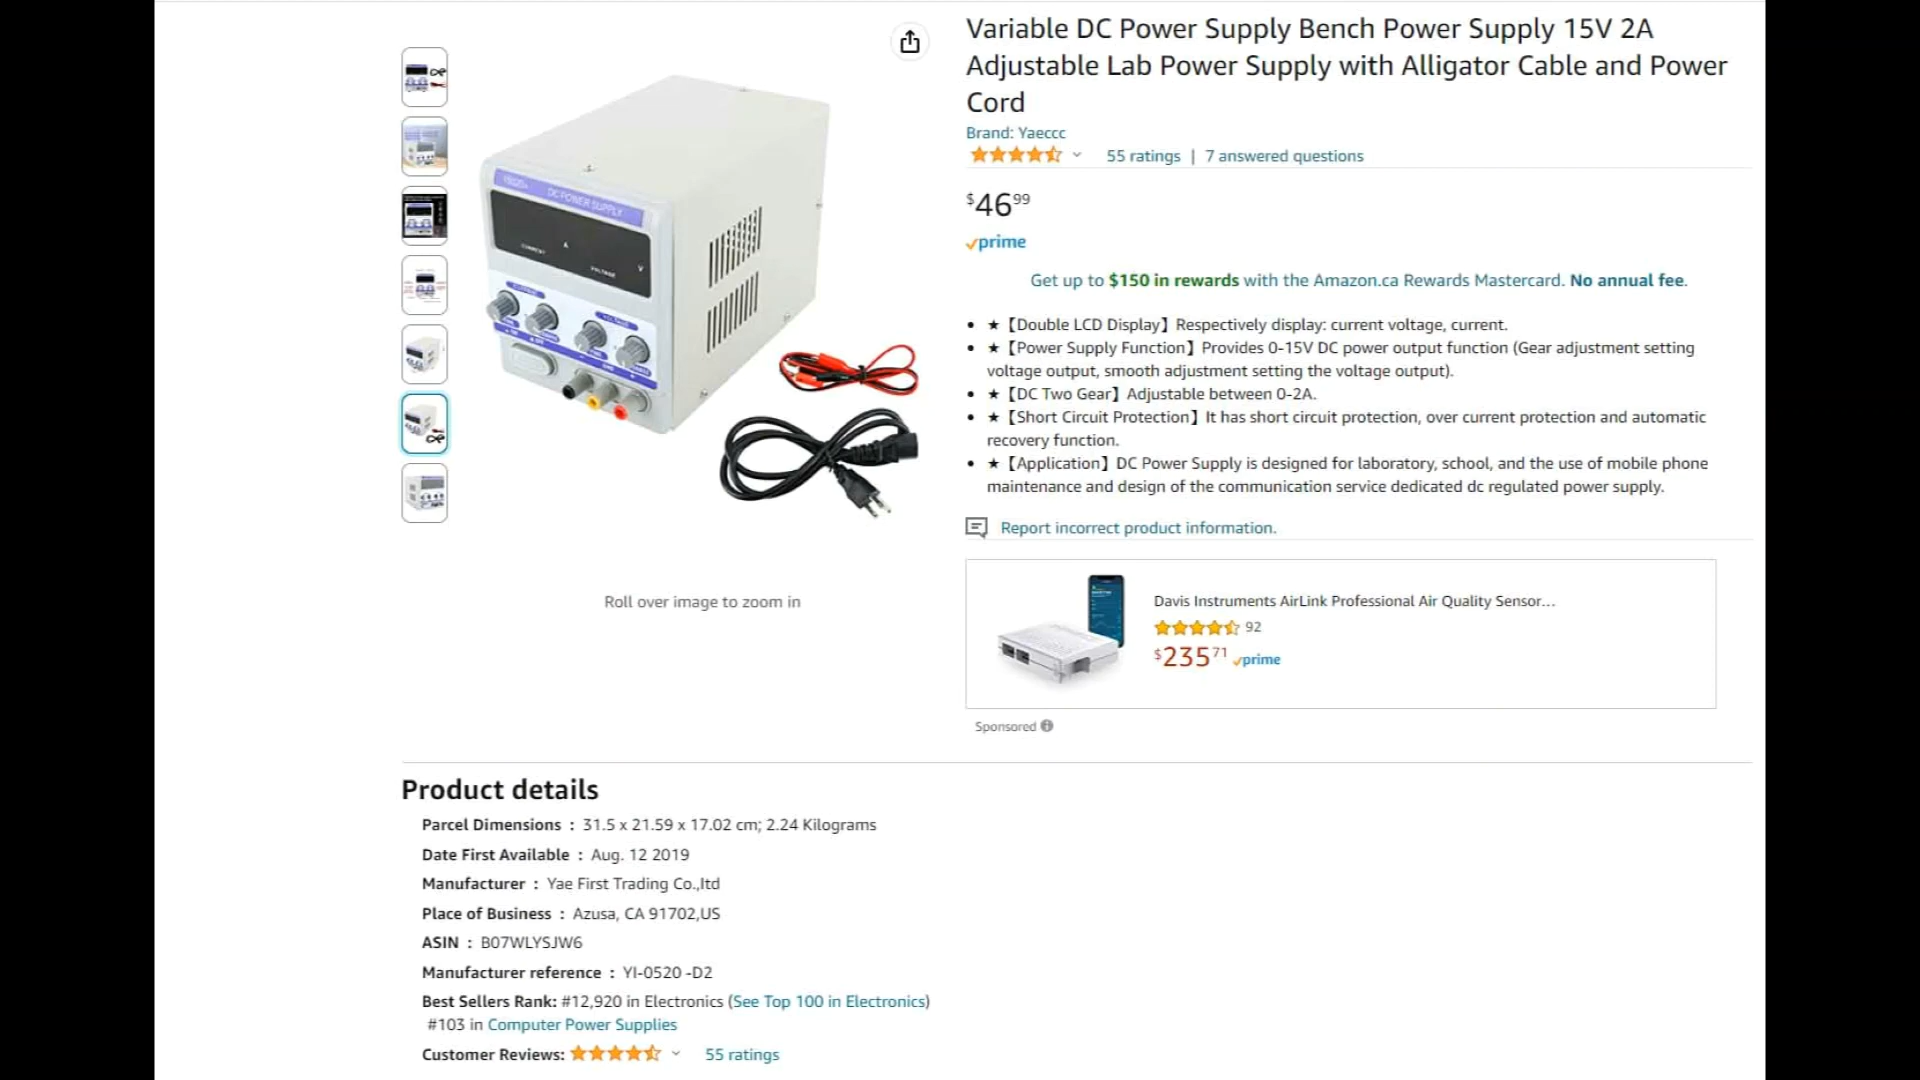 Variable DC Power Supply Bench Power Supply 15V 2A
Adjustable Lab Power Supply with Alligator Cable and Power
Cord
Brand: Yaeccc
55 ratings | 7 answered questions
$46 99
prime
Get up to $150 in rewards with the Amazon.ca Rewards Mastercard. No annual fee.
• ★【Double LCD Display】Respectively display: current voltage, current.
• ★【Power Supply Function】Provides 0-15V DC power output function (Gear adjustment setting
voltage output, smooth adjustment setting the voltage output).
• ★【DC Two Gear】Adjustable between 0-2A.
• ★【Short Circuit Protection】It has short circuit protection, over current protection and automatic
recovery function.
• ★【Application】DC Power Supply is designed for laboratory, school, and the use of mobile phone
maintenance and design of the communication service dedicated dc regulated power supply.
Report incorrect product information.
DC POWER SUPPLY
CURRENT
A
VOLTAGE
V
Roll over image to zoom in
Davis Instruments AirLink Professional Air Quality Sensor...
92
$235 71 prime
Sponsored
Product details
Parcel Dimensions : 31.5 x 21.59 x 17.02 cm; 2.24 Kilograms
Date First Available : Aug. 12 2019
Manufacturer : Yae First Trading Co.,ltd
Place of Business : Azusa, CA 91702,US
ASIN : B07WLYSJW6
Manufacturer reference : YI-0520 -D2
Best Sellers Rank: #12,920 in Electronics (See Top 100 in Electronics)
#103 in Computer Power Supplies
Customer Reviews: 55 ratings